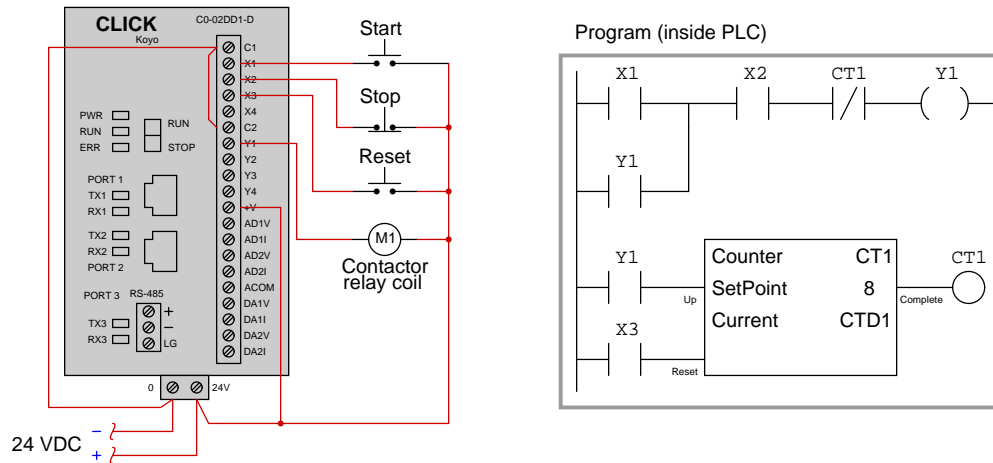 CLICK
Koyo
C0-02DD1-D
C1
X1
X2
X3
X4
C2
Y1
Y2
Y3
Y4
+V
AD1V
AD1I
AD2V
AD2I
ACOM
DA1V
DA1I
DA2V
DA2I
PWR
RUN
ERR
RUN
STOP
PORT 1
TX1
RX1
TX2
RX2
PORT 2
PORT 3
RS-485
+
−
LG
TX3
RX3
0
24V
24 VDC
−
+
Start
Stop
Reset
M1
Contactor
relay coil
Program (inside PLC)
X1 X2 CT1 Y1
Y1
Y1
Up
X3
Reset
Counter CT1
SetPoint 8
Current CTD1
Complete
CT1